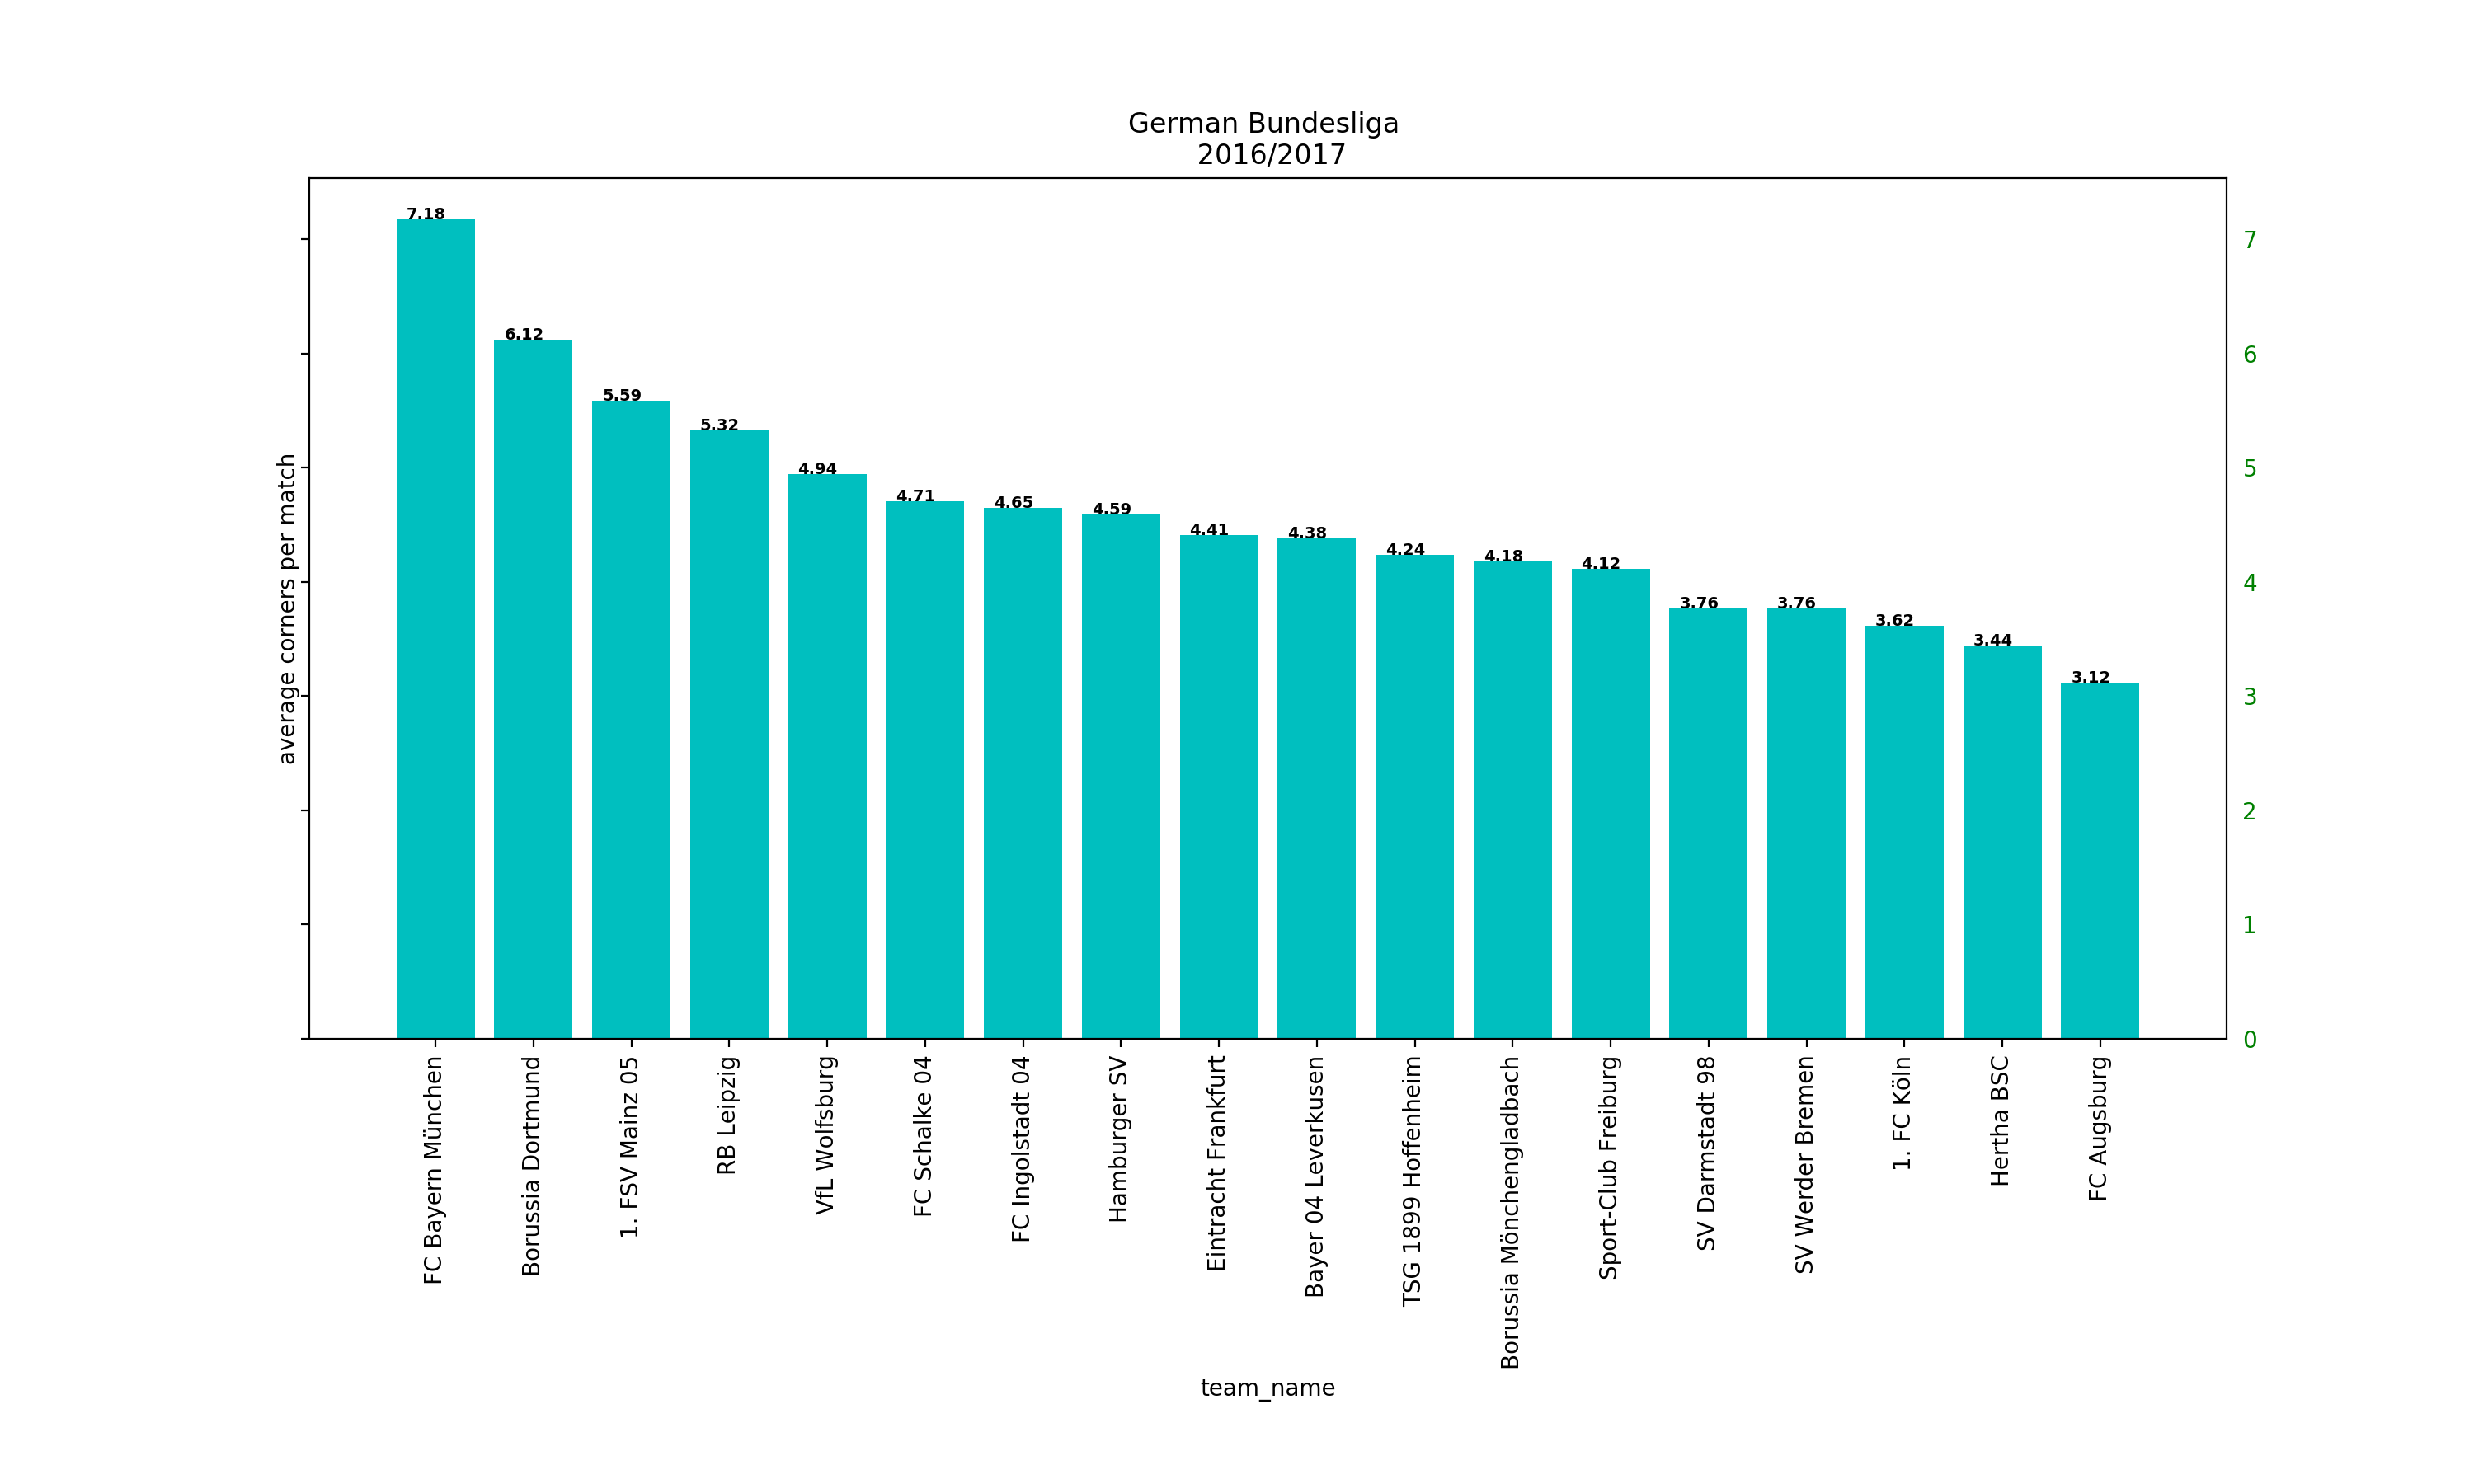 German Bundesliga
2016/2017
average corners per match
7.18
6.12
5.59
5.32
4.94
4.71
4.65
4.59
4.41
4.38
4.24
4.18
4.12
3.76
3.76
3.62
3.44
3.12
7
6
5
4
3
2
1
0
FC Bayern München
Borussia Dortmund
1. FSV Mainz 05
RB Leipzig
VfL Wolfsburg
FC Schalke 04
FC Ingolstadt 04
Hamburger SV
Eintracht Frankfurt
Bayer 04 Leverkusen
TSG 1899 Hoffenheim
Borussia Mönchengladbach
Sport-Club Freiburg
SV Darmstadt 98
SV Werder Bremen
1. FC Köln
Hertha BSC
FC Augsburg
team_name